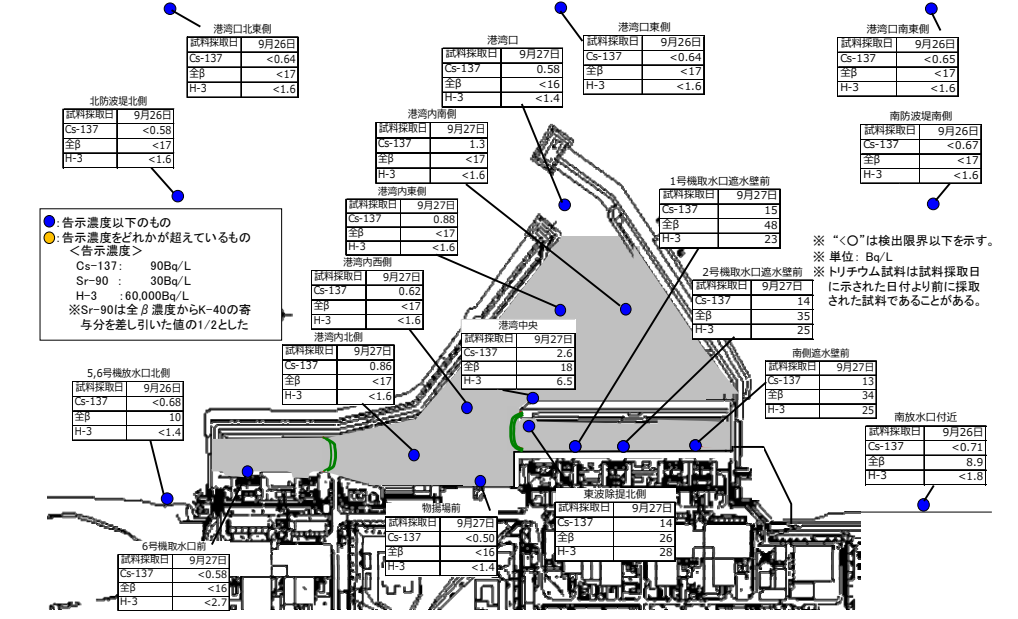 港湾口北東側
試料採取日 9月26日
Cs-137 <0.64
全β <17
H-3 <1.6
港湾口
試料採取日 9月27日
Cs-137 0.58
全β <16
H-3 <1.4
港湾口東側
試料採取日 9月26日
Cs-137 <0.64
全β <17
H-3 <1.6
港湾口南東側
試料採取日 9月26日
Cs-137 <0.65
全β <17
H-3 <1.6
北防波堤北側
試料採取日 9月26日
Cs-137 <0.58
全β <17
H-3 <1.6
港湾内南側
試料採取日 9月27日
Cs-137 1.3
全β <17
H-3 <1.6
南防波堤南側
試料採取日 9月26日
Cs-137 <0.67
全β <17
H-3 <1.6
港湾内東側
試料採取日 9月27日
Cs-137 0.88
全β <17
H-3 <1.6
1号機取水口遮水壁前
試料採取日 9月27日
Cs-137 15
全β 48
H-3 23
:告示濃度以下のもの
:告示濃度をどれかが超えているもの
<告示濃度>
Cs-137: 90Bq/L
Sr-90 : 30Bq/L
H-3 :60,000Bq/L
※Sr-90は全β濃度からK-40の寄
与分を差し引いた値の1/2とした
※ “<○”は検出限界以下を示す。
※ 単位: Bq/L
※ トリチウム試料は試料採取日
に示された日付より前に採取
された試料であることがある。
港湾内西側
試料採取日 9月27日
Cs-137 0.62
全β <17
H-3 <1.6
2号機取水口遮水壁前
試料採取日 9月27日
Cs-137 14
全β 35
H-3 25
港湾中央
試料採取日 9月27日
Cs-137 2.6
全β 18
H-3 6.5
港湾内北側
試料採取日 9月27日
Cs-137 0.86
全β <17
H-3 <1.6
南側遮水壁前
試料採取日 9月27日
Cs-137 13
全β 34
H-3 25
5,6号機放水口北側
試料採取日 9月26日
Cs-137 <0.68
全β 10
H-3 <1.4
南放水口付近
試料採取日 9月26日
Cs-137 <0.71
全β 8.9
H-3 <1.8
東波除堤北側
試料採取日 9月27日
Cs-137 14
全β 26
H-3 28
物揚場前
試料採取日 9月27日
Cs-137 <0.50
全β <16
H-3 <1.4
6号機取水口前
試料採取日 9月27日
Cs-137 <0.58
全β <16
H-3 <2.7